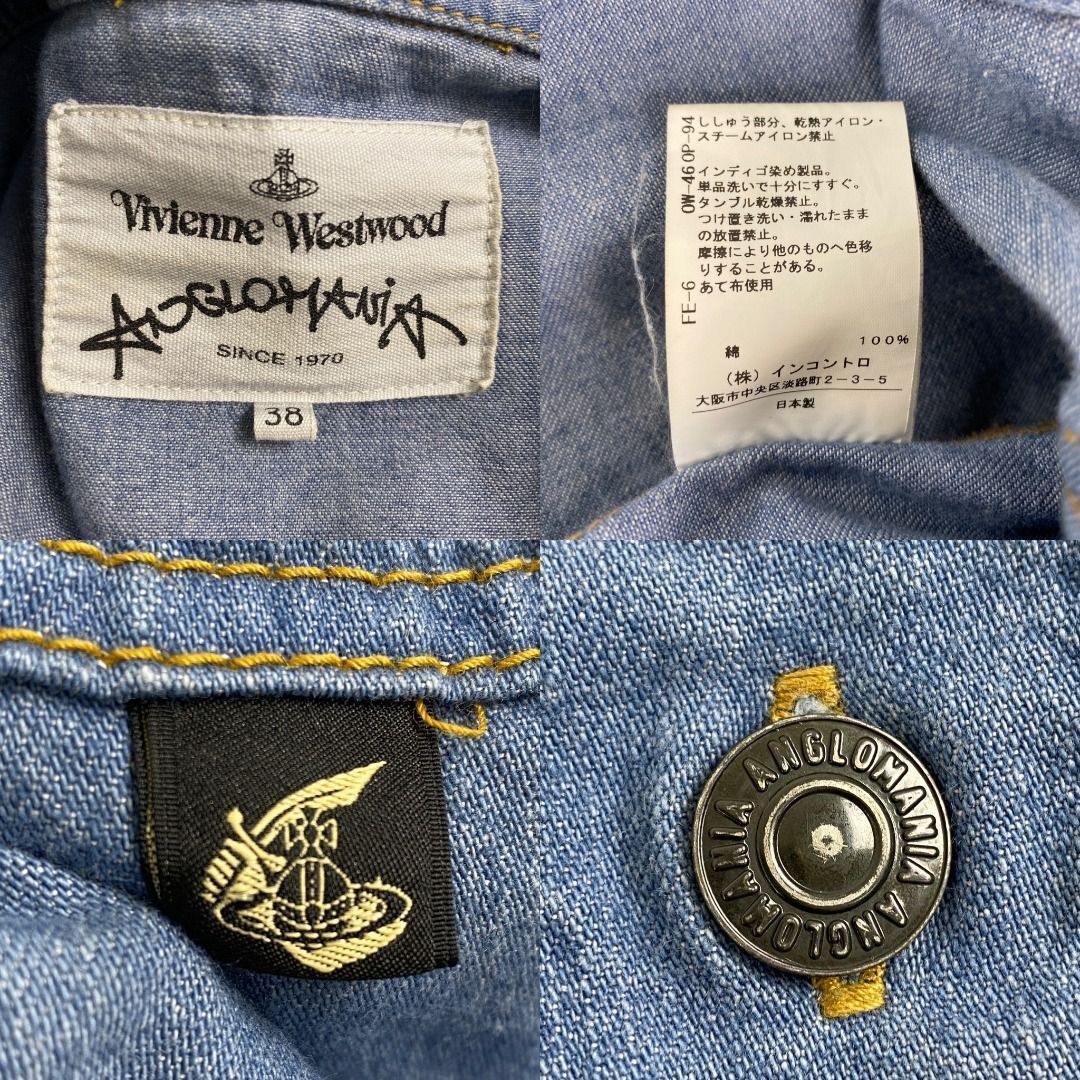 Vivienne Westwood
ANGLOMANIA
SINCE 1970
38
ししゅう部分、乾熱アイロン・
スチームアイロン禁止
インディゴ染め製品。
単品洗いで十分にすすぐ。
タンブル乾燥禁止。
つけ置き洗い・濡れたまま
の放置禁止。
摩擦により他のものへ色移
りすることがある。
あて布使用
綿 100%
(株)インコントロ
大阪市中央区淡路町2-3-5
日本製
FE-6 OW-460P-94
ANGLOMANIA ANGLOMANIA